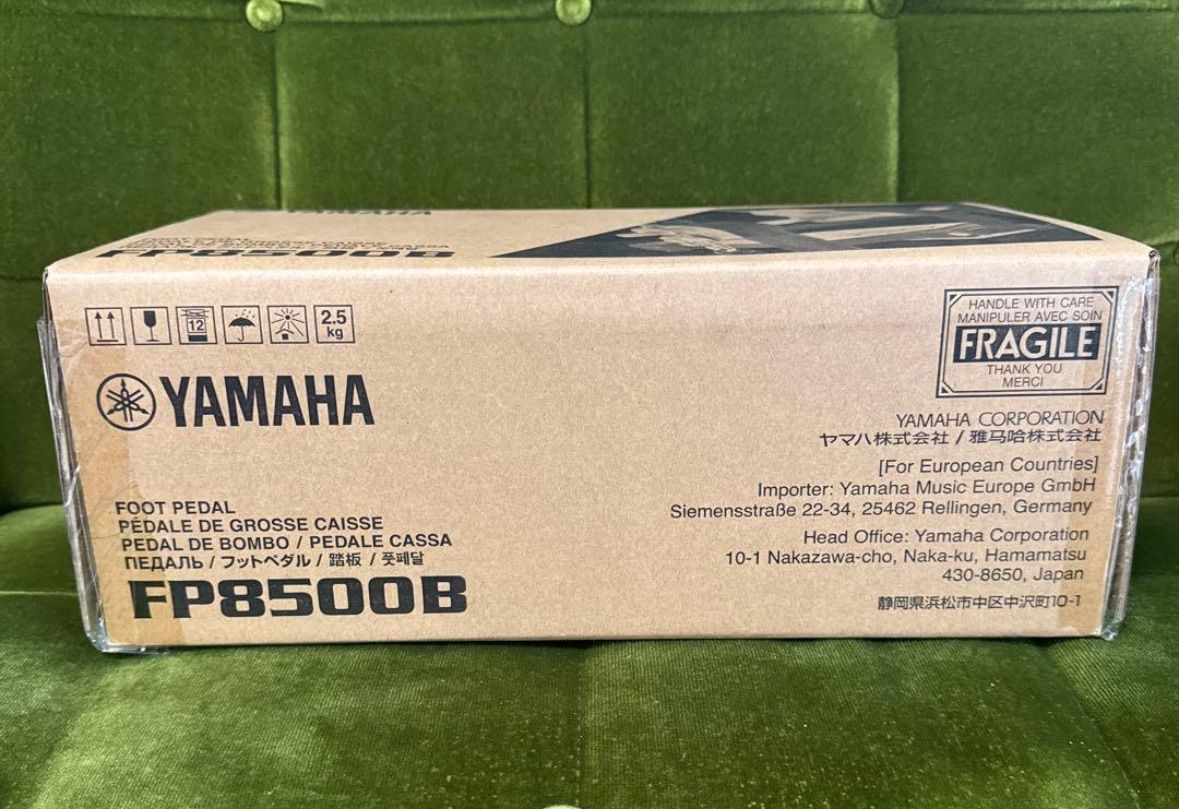 YAMAHA
FP8500B
12
2.5
kg
YAMAHA
FOOT PEDAL
PÉDALE DE GROSSE CAISSE
PEDAL DE BOMBO / PEDALE CASSA
ПЕДАЛЬ / フットペダル / 踏板 / 풋페달
FP8500B
HANDLE WITH CARE
MANIPULER AVEC SOIN
FRAGILE
THANK YOU
MERCI
YAMAHA CORPORATION
ヤマハ株式会社 / 雅马哈株式会社
[For European Countries]
Importer: Yamaha Music Europe GmbH
Siemensstraße 22-34, 25462 Rellingen, Germany
Head Office: Yamaha Corporation
10-1 Nakazawa-cho, Naka-ku, Hamamatsu
430-8650, Japan
静岡県浜松市中区中沢町10-1